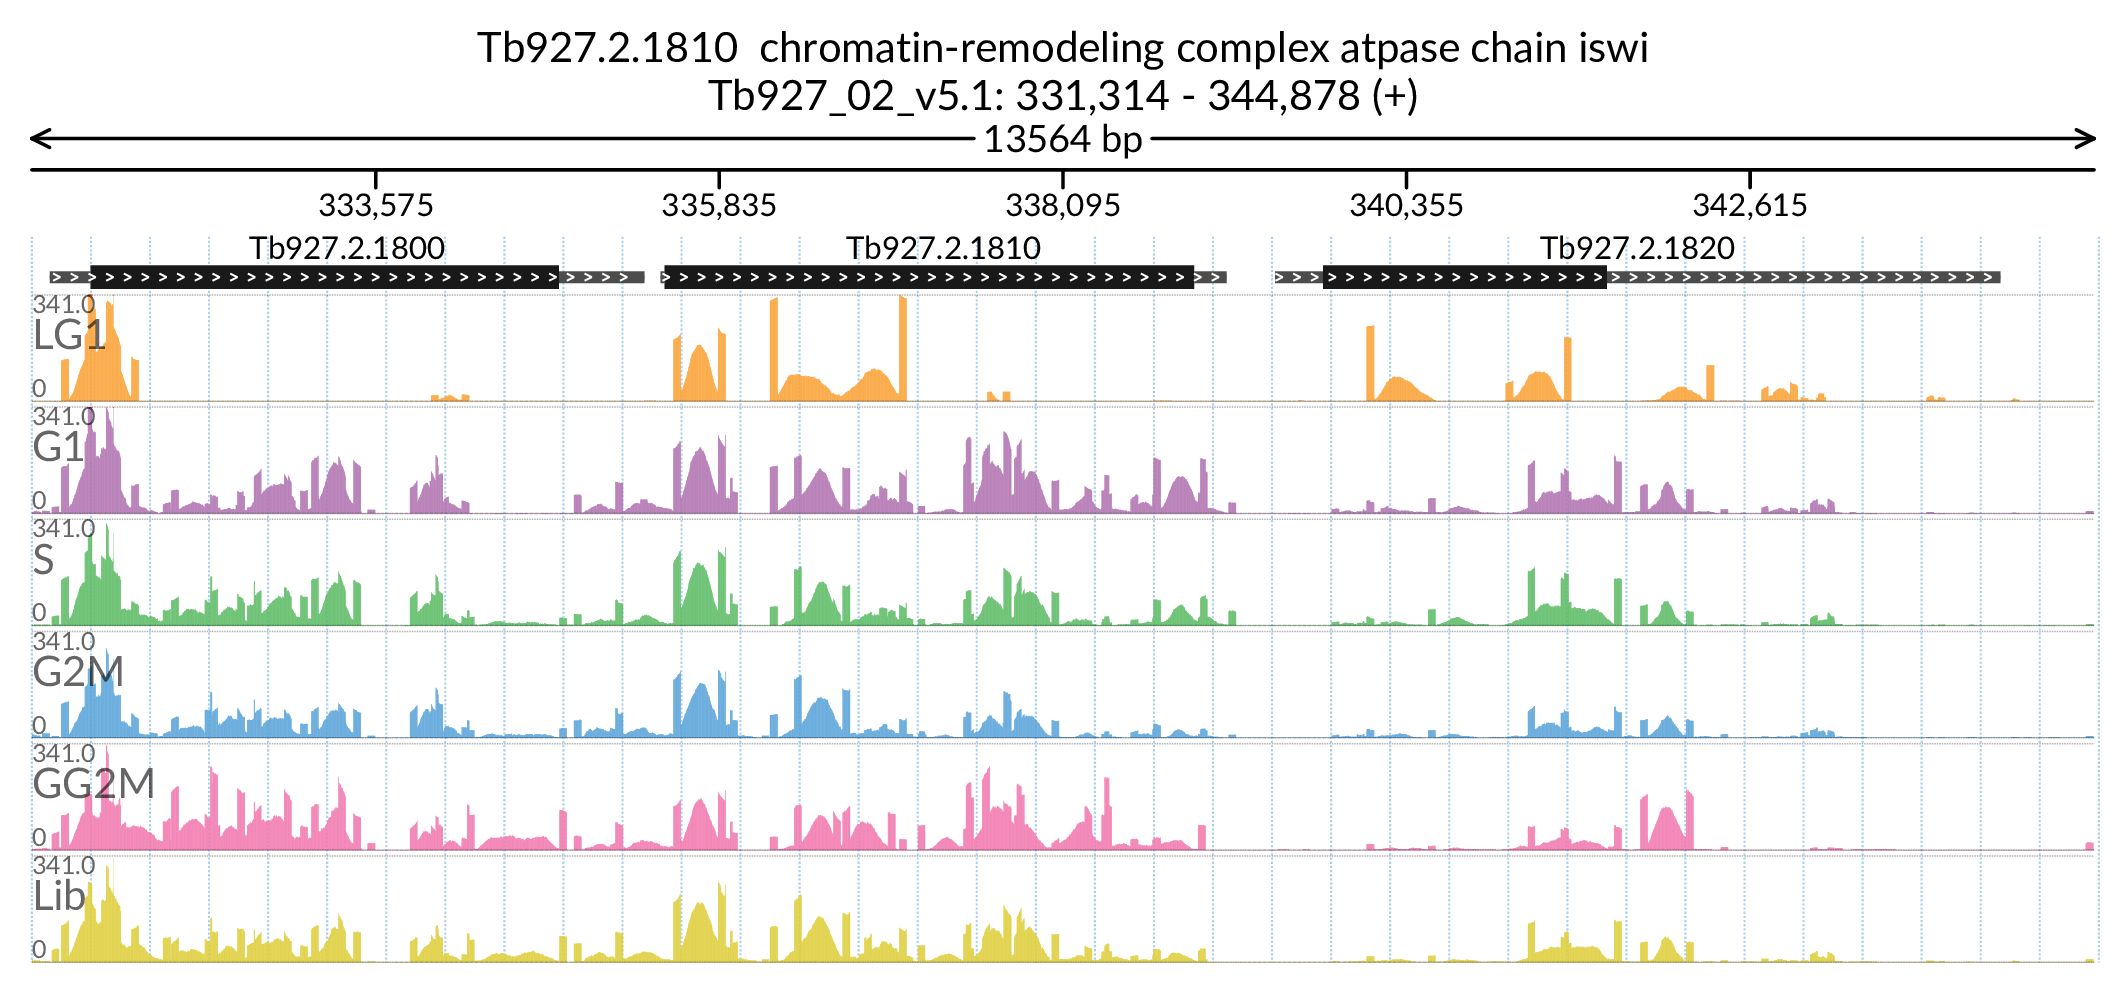 Tb927.2.1810 chromatin-remodeling complex atpase chain iswi
Tb927_02_v5.1: 331,314 - 344,878 (+)
13564 bp
333,575 335,835 338,095 340,355 342,615
Tb927.2.1800 Tb927.2.1810 Tb927.2.1820
341.0
LG1
0
341.0
G1
0
341.0
S
0
341.0
G2M
0
341.0
GG2M
0
341.0
Lib
0